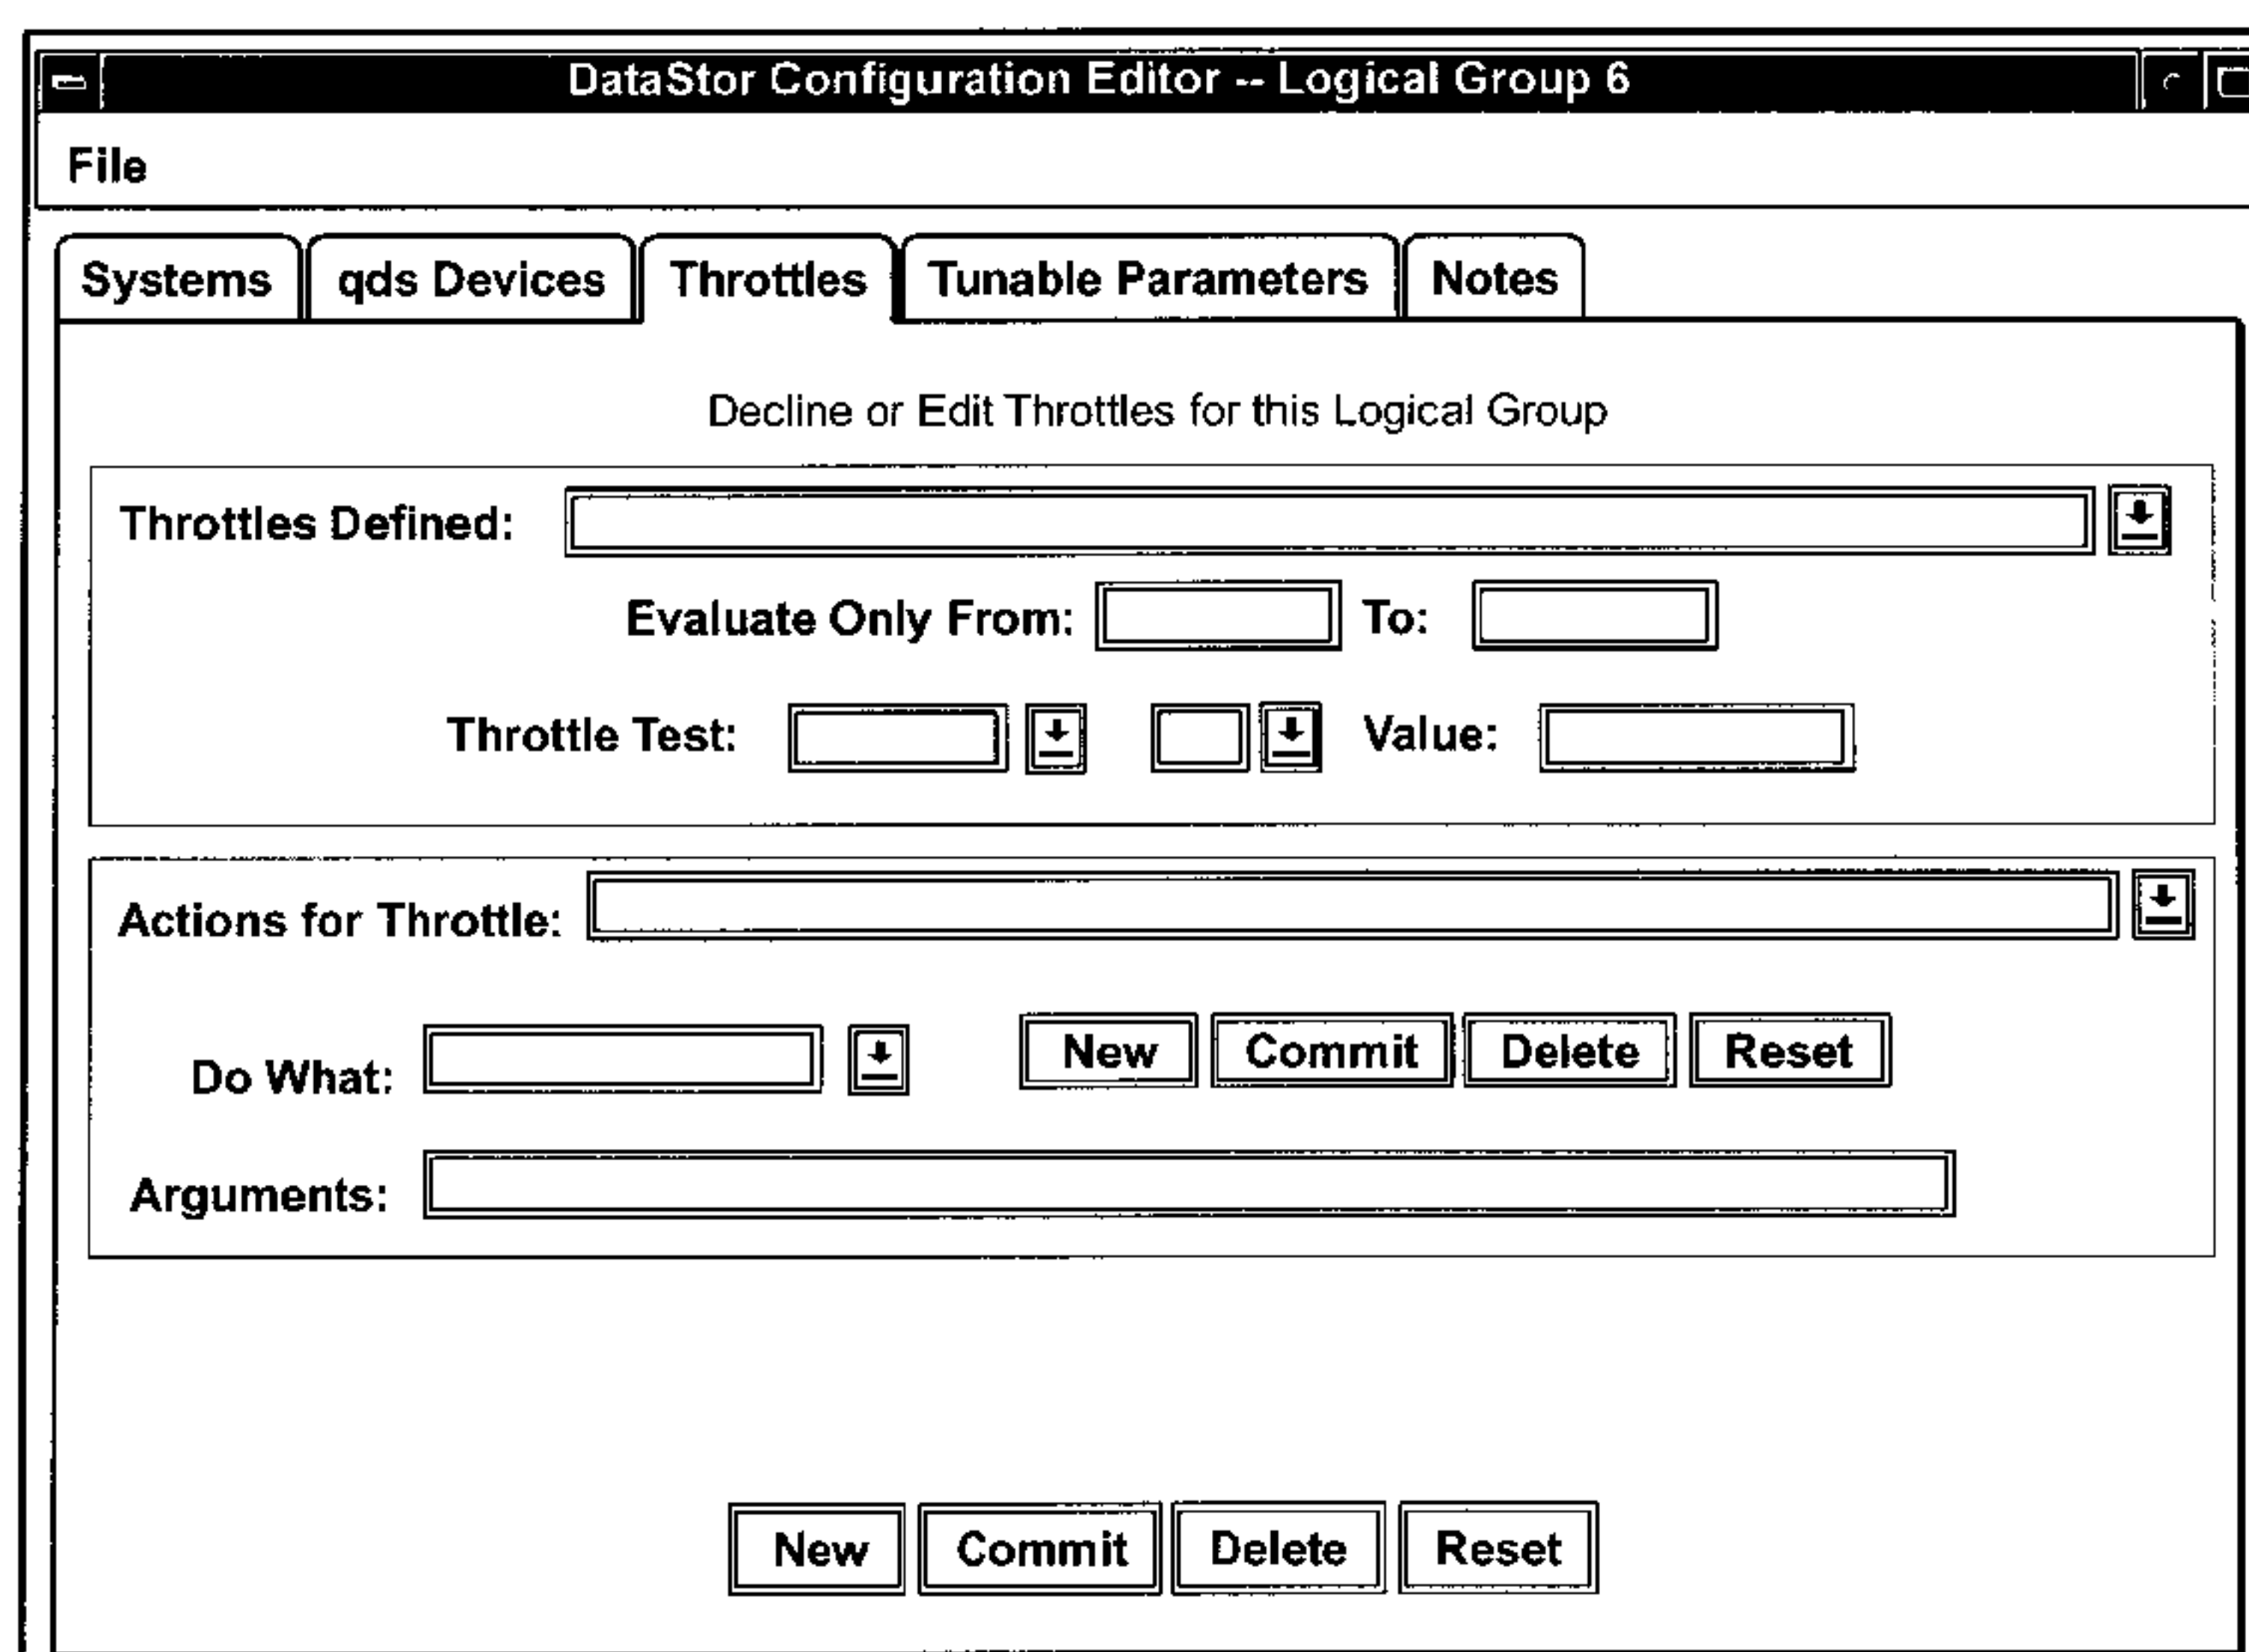 DataStor Configuration Editor -- Logical Group 6
File
Systems qds Devices Throttles Tunable Parameters Notes
Decline or Edit Throttles for this Logical Group
Throttles Defined:
Evaluate Only From: To:
Throttle Test: Value:
Actions for Throttle:
Do What: New Commit Delete Reset
Arguments:
New Commit Delete Reset